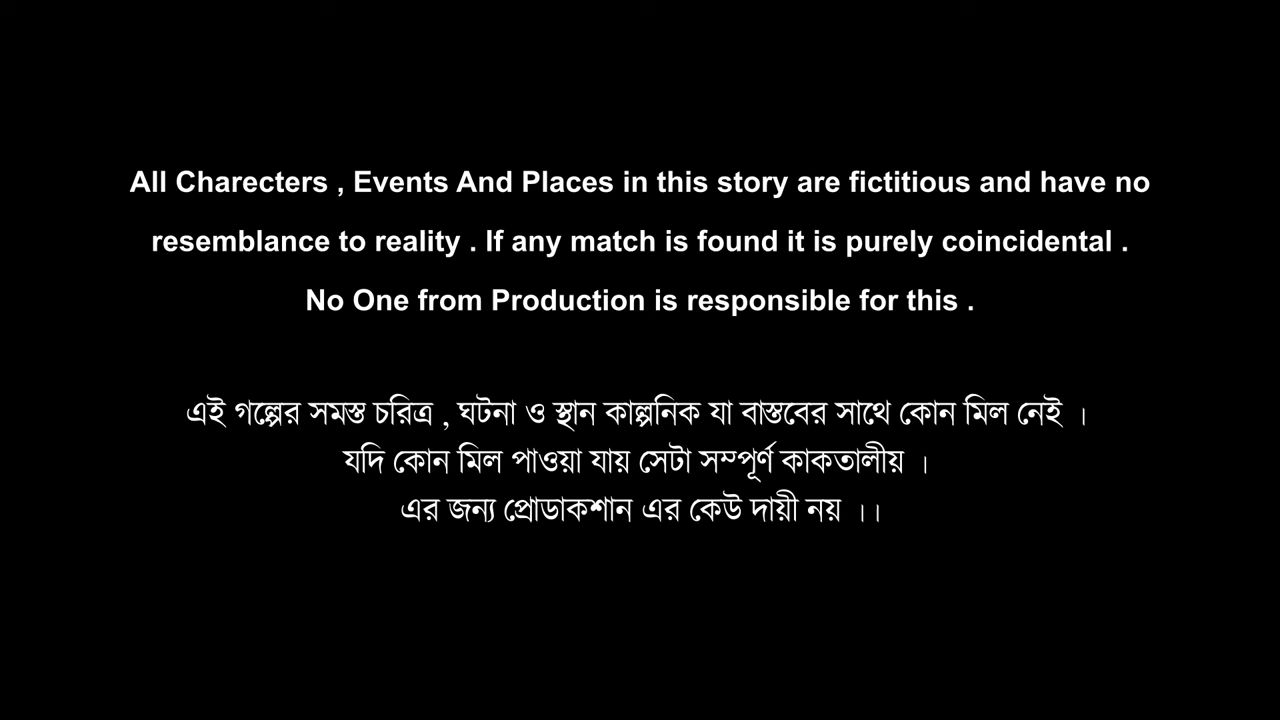 All Charecters , Events And Places in this story are fictitious and have no
resemblance to reality . If any match is found it is purely coincidental .
No One from Production is responsible for this .
এই গল্পের সমস্ত চরিত্র , ঘটনা ও স্থান কাল্পনিক যা বাস্তবের সাথে কোন মিল নেই ।
যদি কোন মিল পাওয়া যায় সেটা সম্পূর্ণ কাকতালীয় ।
এর জন্য প্রোডাকশান এর কেউ দায়ী নয় ।।